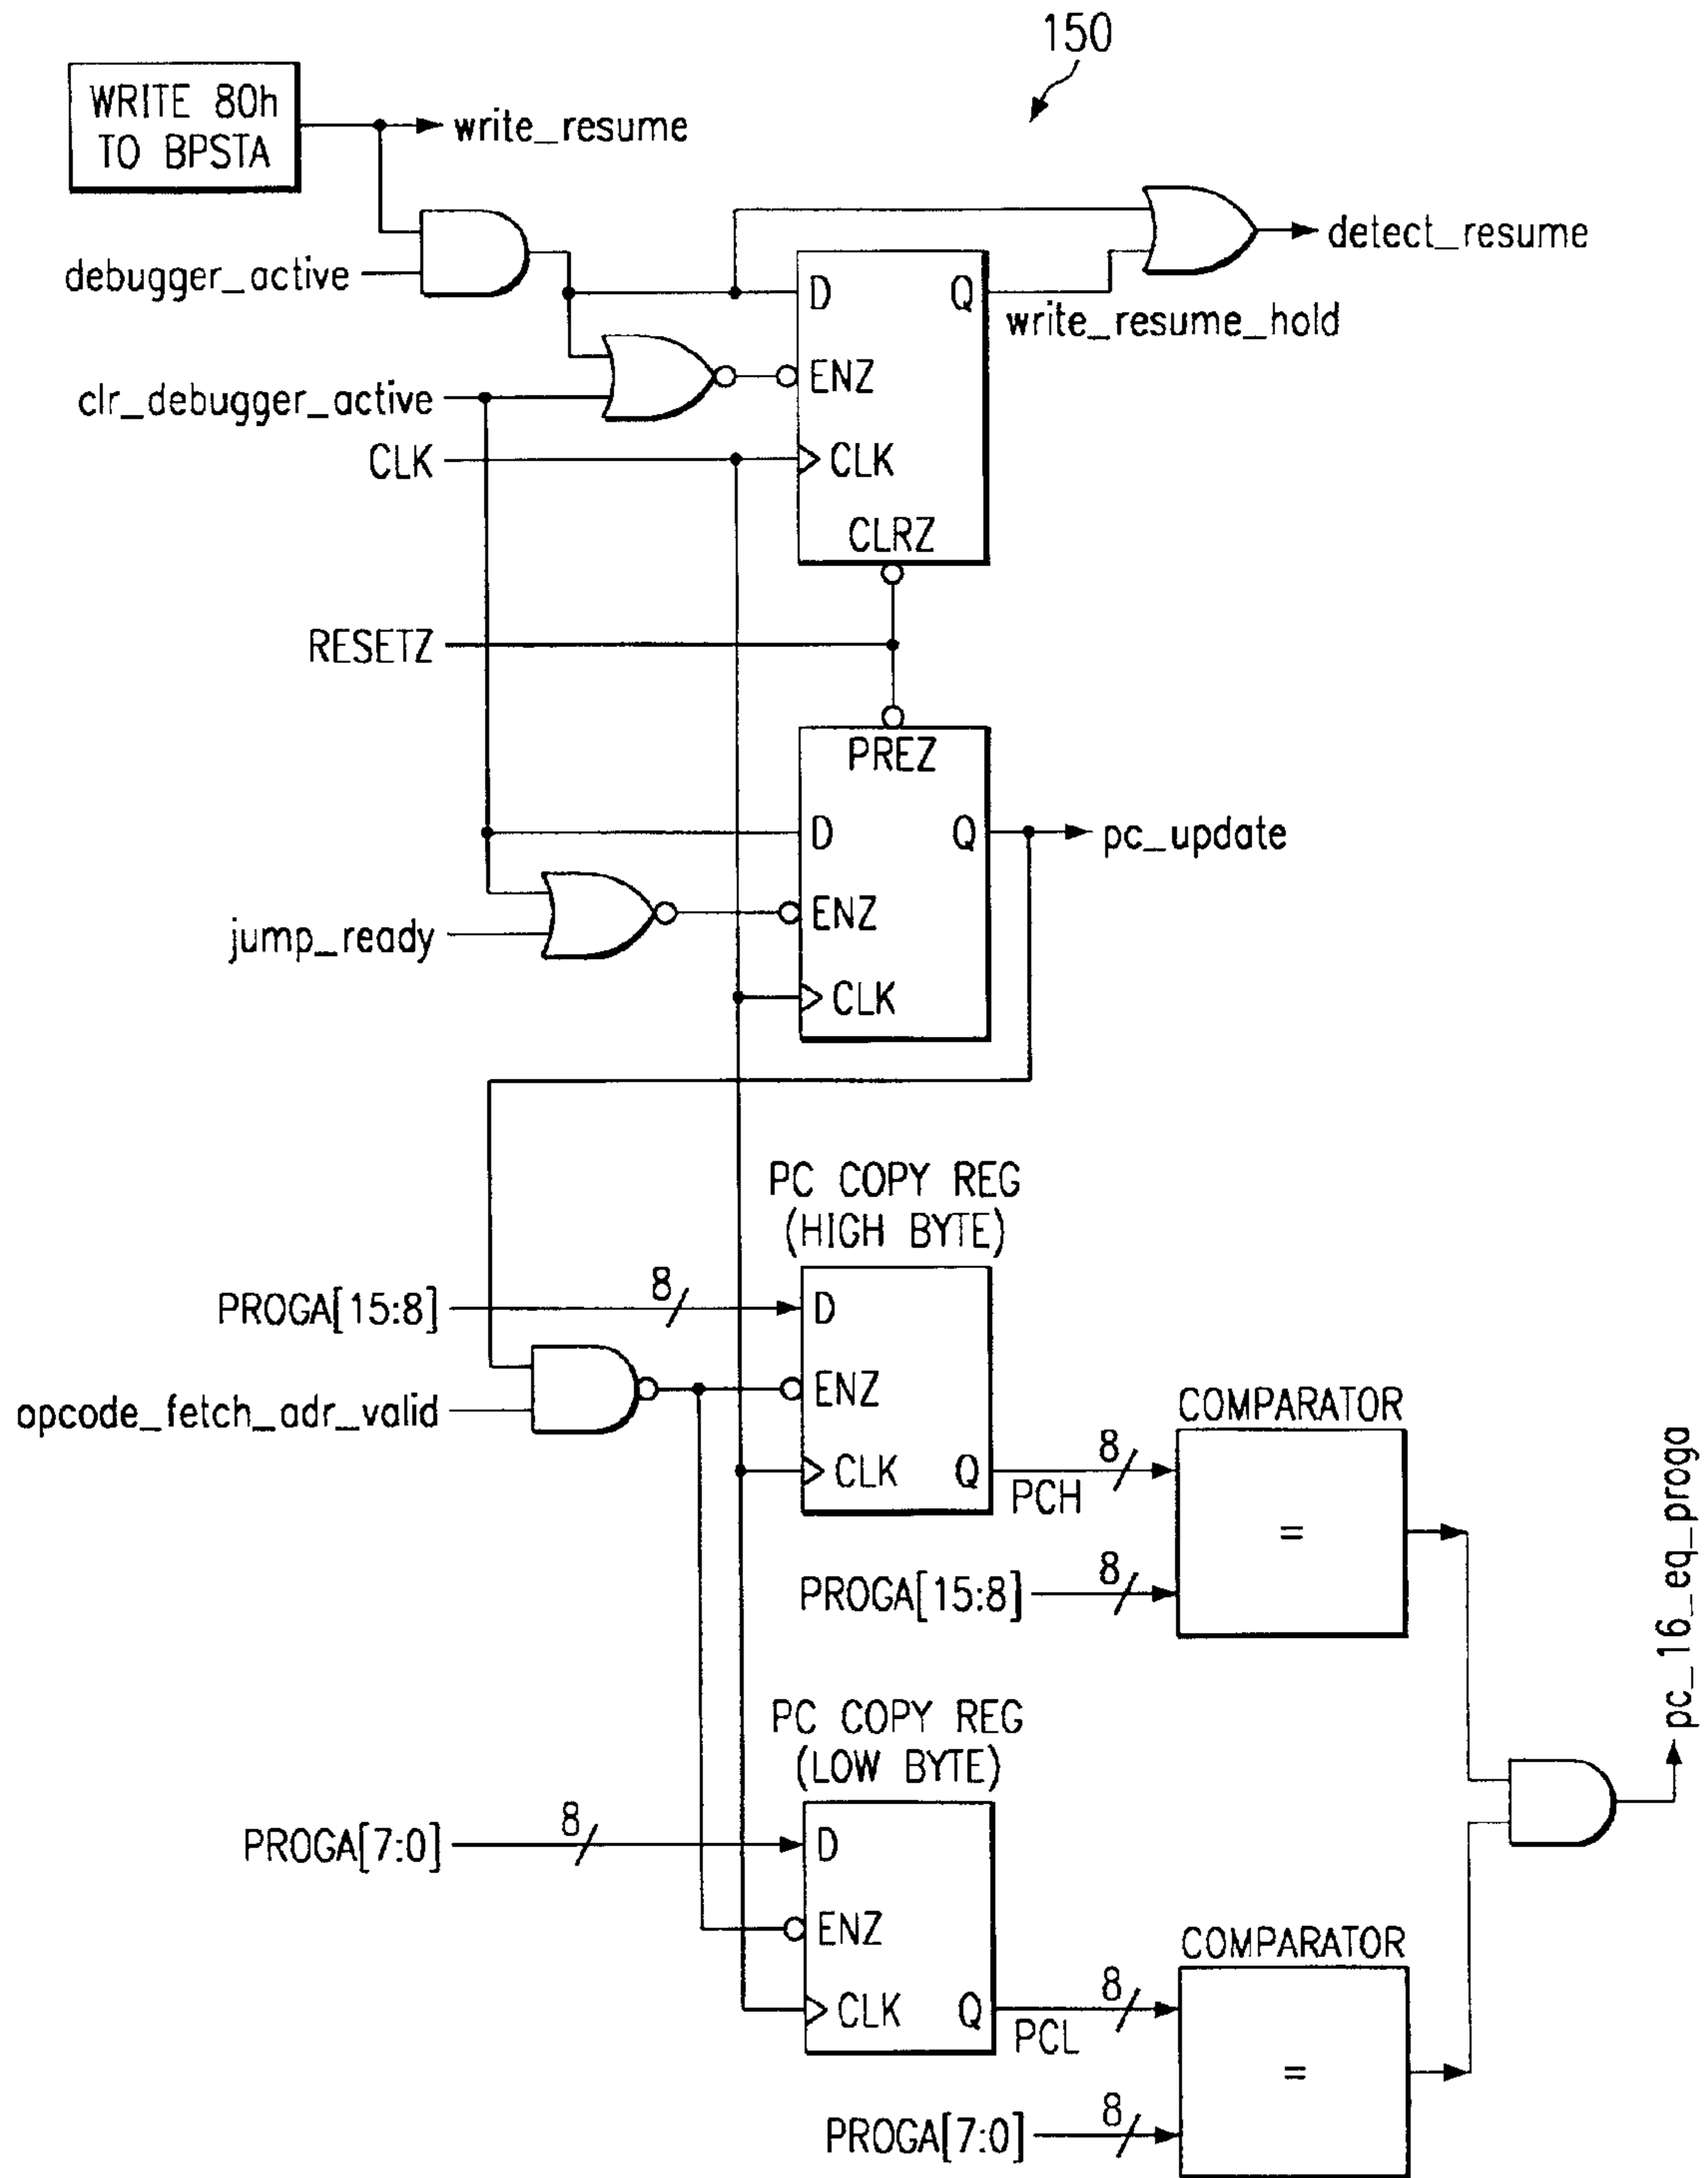 150
WRITE 80h
TO BPSTA
write_resume
detect_resume
debugger_active
D
Q
write_resume_hold
ENZ
clr_debugger_active
CLK
CLK
CLRZ
RESETZ
PREZ
D
Q
pc_update
ENZ
jump_ready
CLK
PC COPY REG
(HIGH BYTE)
8
PROGA[15:8]
D
ENZ
opcode_fetch_adr_valid
COMPARATOR
CLK
Q
8
PCH
=
8
PROGA[15:8]
pc_16_eq_proga
PC COPY REG
(LOW BYTE)
8
PROGA[7:0]
D
ENZ
COMPARATOR
CLK
Q
8
PCL
=
8
PROGA[7:0]